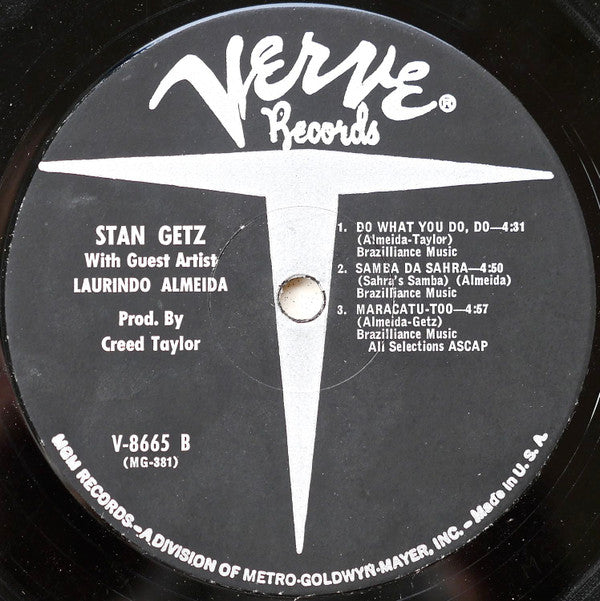 Verve®
Records
STAN GETZ
With Guest Artist
LAURINDO ALMEIDA
Prod. By
Creed Taylor
V-8665 B
(MG-381)
1. DO WHAT YOU DO, DO—4:31
(Almeida-Taylor)
Brazilliance Music
2. SAMBA DA SAHRA—4:50
(Sahra's Samba) (Almeida)
Brazilliance Music
3. MARACATU-TOO—4:57
(Almeida-Getz)
Brazilliance Music
All Selections ASCAP
MGM RECORDS—A DIVISION OF METRO-GOLDWYN-MAYER, INC.—Made in U. S. A.